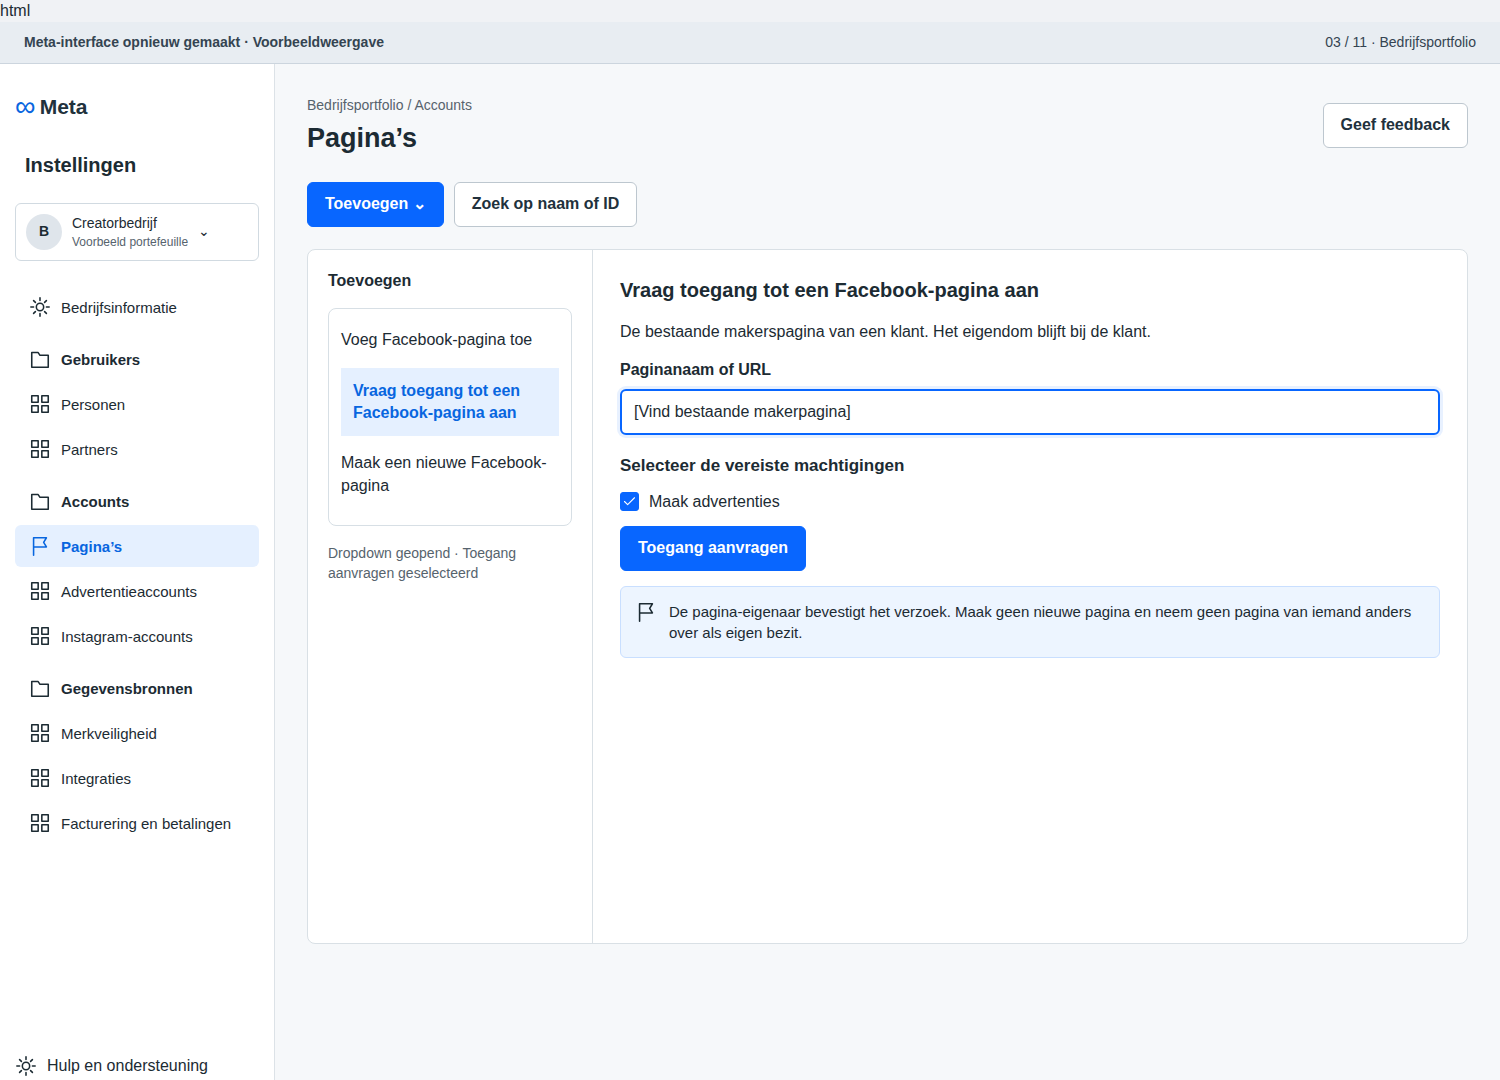 html
Meta-interface opnieuw gemaakt · Voorbeeldweergave
03 / 11 · Bedrijfsportfolio
∞ Meta
Instellingen
B
Creatorbedrijf
Voorbeeld portefeuille
Bedrijfsinformatie
Gebruikers
Personen
Partners
Accounts
Pagina’s
Advertentieaccounts
Instagram-accounts
Gegevensbronnen
Merkveiligheid
Integraties
Facturering en betalingen
Hulp en ondersteuning
Bedrijfsportfolio / Accounts
Pagina’s
Geef feedback
Toevoegen
Zoek op naam of ID
Toevoegen
Voeg Facebook-pagina toe
Vraag toegang tot een
Facebook-pagina aan
Maak een nieuwe Facebook-
pagina
Dropdown geopend · Toegang
aanvragen geselecteerd
Vraag toegang tot een Facebook-pagina aan
De bestaande makerspagina van een klant. Het eigendom blijft bij de klant.
Paginanaam of URL
[Vind bestaande makerpagina]
Selecteer de vereiste machtigingen
Maak advertenties
Toegang aanvragen
De pagina-eigenaar bevestigt het verzoek. Maak geen nieuwe pagina en neem geen pagina van iemand anders
over als eigen bezit.